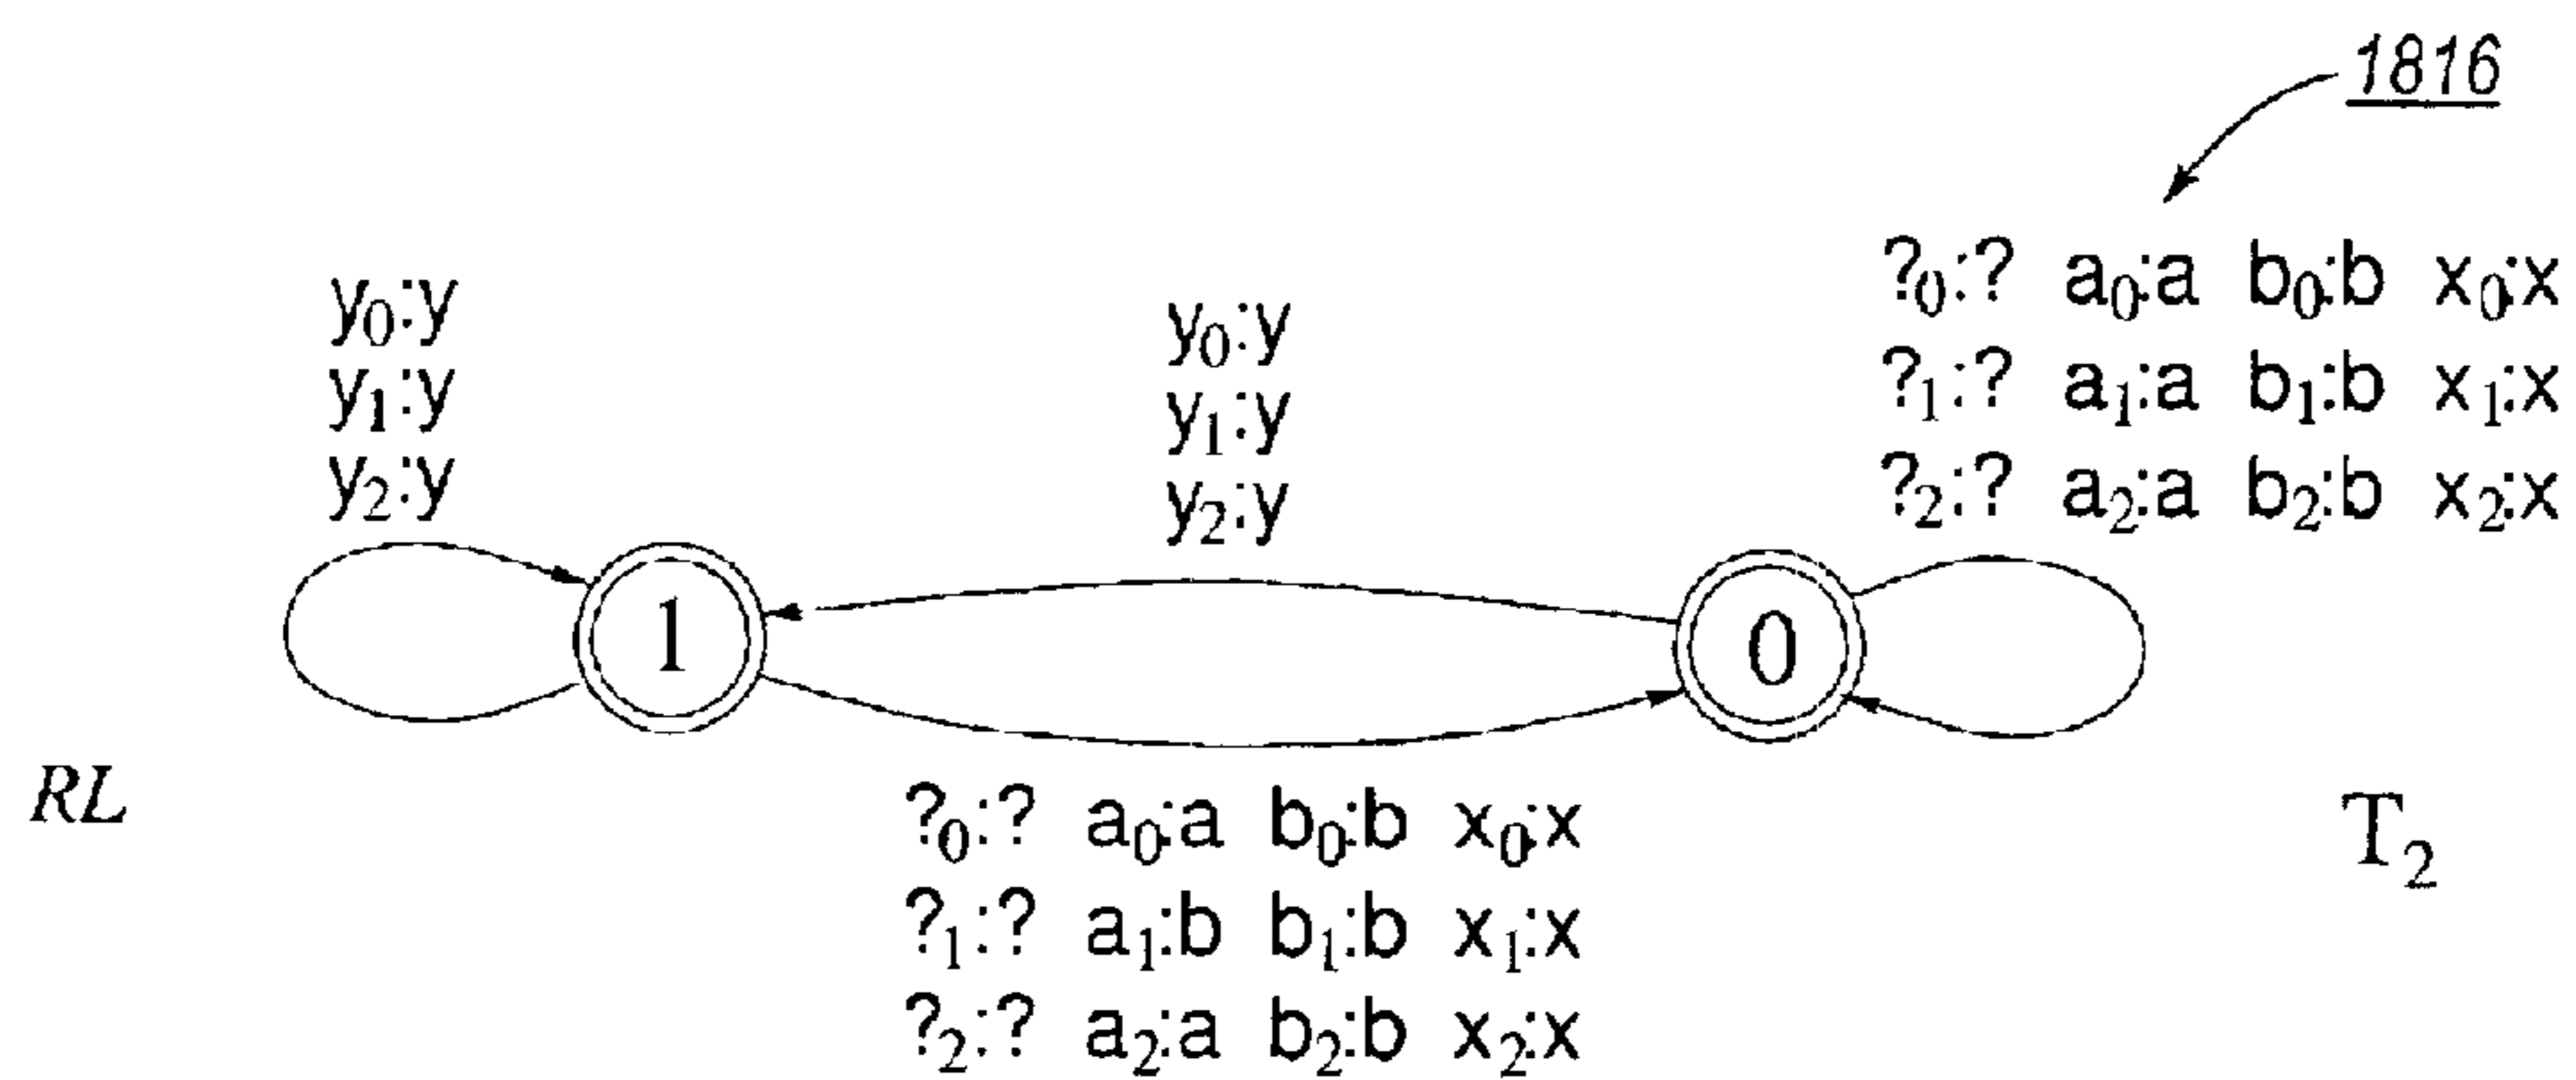 1816
?₀:? a₀:a b₀:b x₀:x
?₁:? a₁:a b₁:b x₁:x
?₂:? a₂:a b₂:b x₂:x
y₀:y
y₁:y
y₂:y
y₀:y
y₁:y
y₂:y
1
0
RL
T₂
?₀:? a₀:a b₀:b x₀:x
?₁:? a₁:b b₁:b x₁:x
?₂:? a₂:a b₂:b x₂:x